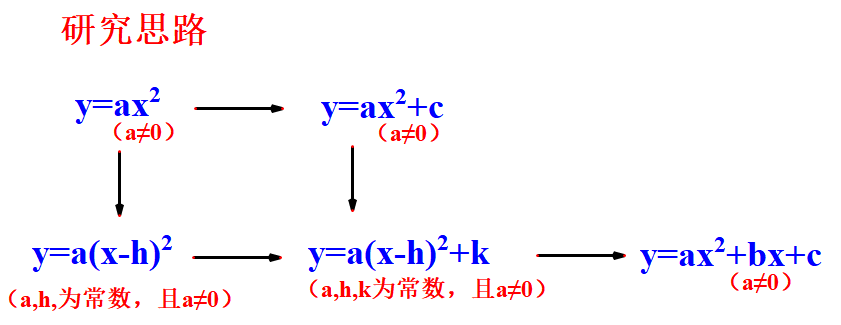 研究思路
y=ax² y=ax²+c
（a≠0） （a≠0）
y=a(x-h)² y=a(x-h)²+k y=ax²+bx+c
（a,h,为常数，且a≠0） （a,h,k为常数，且a≠0） （a≠0）